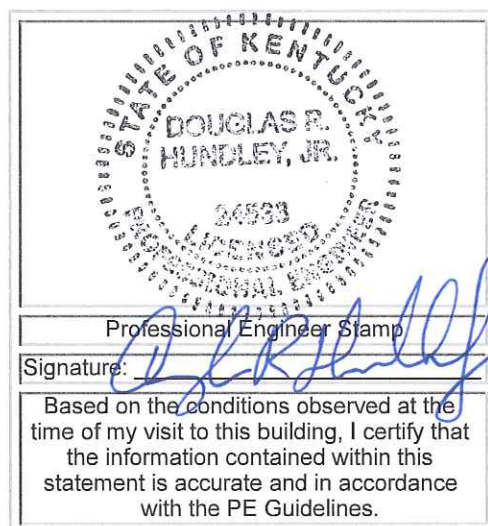 STATE OF KENTUCKY
DOUGLAS R.
HUNDLEY, JR.
LICENSED
PROFESSIONAL ENGINEER
Professional Engineer Stamp
Signature:
Based on the conditions observed at the
time of my visit to this building, I certify that
the information contained within this
statement is accurate and in accordance
with the PE Guidelines.